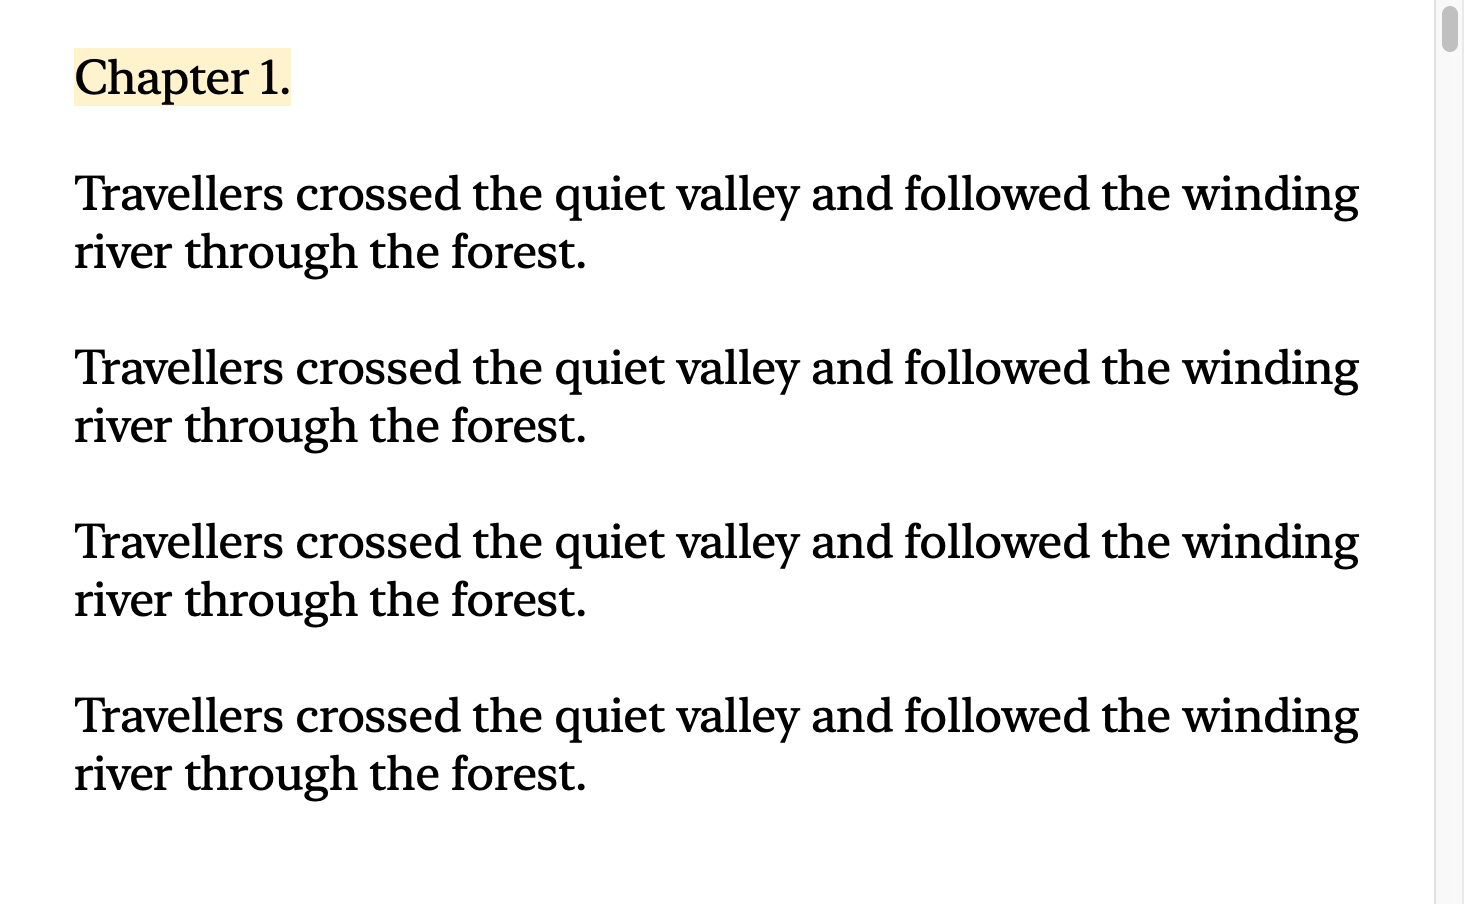 Chapter 1.
Travellers crossed the quiet valley and followed the winding
river through the forest.
Travellers crossed the quiet valley and followed the winding
river through the forest.
Travellers crossed the quiet valley and followed the winding
river through the forest.
Travellers crossed the quiet valley and followed the winding
river through the forest.